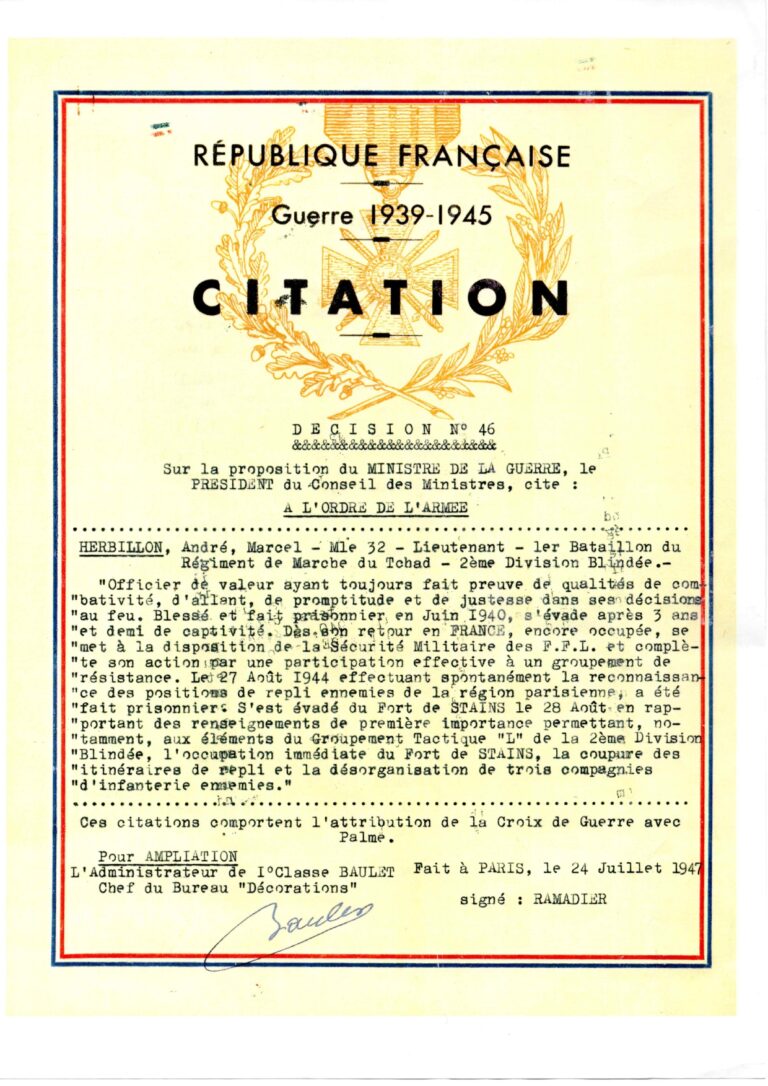 RÉPUBLIQUE FRANÇAISE
Guerre 1939-1945
CITATION
D E C I S I O N N° 46
&&&&&&&&&&&&&&&&&&&&&&&
Sur la proposition du MINISTRE DE LA GUERRE, le
PRESIDENT du Conseil des Ministres, cite :
A L'ORDRE DE L'ARMEE
HERBILLON, André, Marcel - Mle 32 - Lieutenant - 1er Bataillon du
Régiment de Marche du Tchad - 2ème Division Blindée.-
"Officier de valeur ayant toujours fait preuve de qualités de com-
"bativité, d'allant, de promptitude et de justesse dans ses décisions
"au feu. Blessé et fait prisonnier en Juin 1940, s'évade après 3 ans
"et demi de captivité. Dès son retour en FRANCE, encore occupée, se
"met à la disposition de la Sécurité Militaire des F.F.L. et complè-
"te son action par une participation effective à un groupement de
"résistance. Le 27 Août 1944 effectuant spontanément la reconnaissan-
"ce des positions de repli ennemies de la région parisienne, a été
"fait prisonnier. S'est évadé du Fort de STAINS le 28 Août en rap-
"portant des renseignements de première importance permettant, no-
"tamment, aux éléments du Groupement Tactique "L" de la 2ème Division
"Blindée, l'occupation immédiate du Fort de STAINS, la coupure des
"itinéraires de repli et la désorganisation de trois compagnies
"d'infanterie ennemies."
Ces citations comportent l'attribution de la Croix de Guerre avec
Palme.
Pour AMPLIATION
L'Administrateur de I°Classe BAULET
Chef du Bureau "Décorations"
Fait à PARIS, le 24 Juillet 1947
signé : RAMADIER